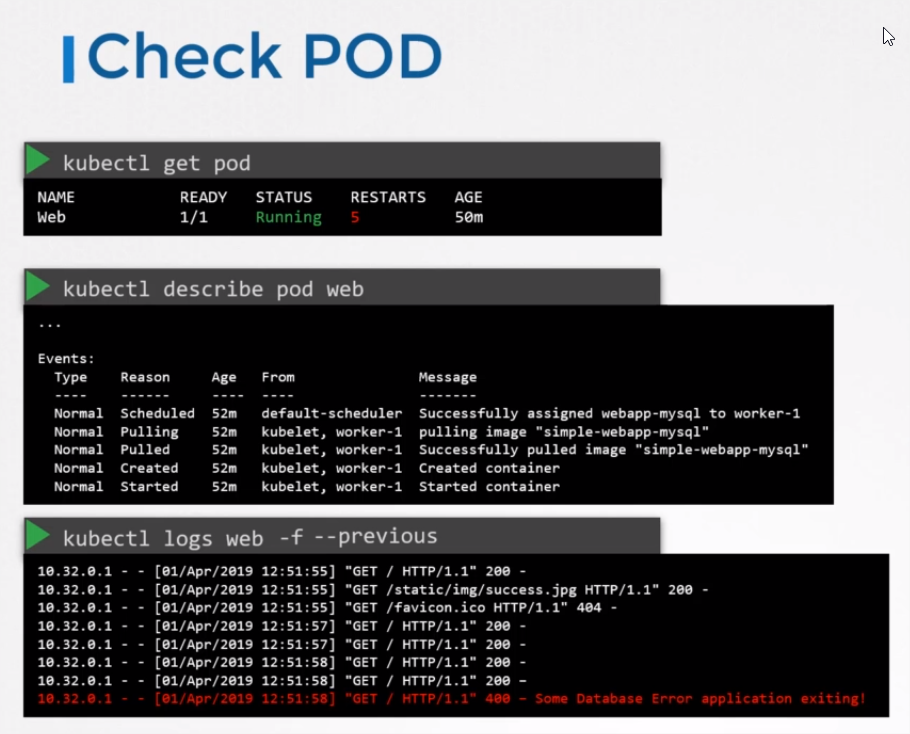 Check POD
kubectl get pod
NAME READY STATUS RESTARTS AGE
Web 1/1 Running 5 50m
kubectl describe pod web
...
Events:
Type Reason Age From Message
---- ------ ---- ---- -------
Normal Scheduled 52m default-scheduler Successfully assigned webapp-mysql to worker-1
Normal Pulling 52m kubelet, worker-1 pulling image "simple-webapp-mysql"
Normal Pulled 52m kubelet, worker-1 Successfully pulled image "simple-webapp-mysql"
Normal Created 52m kubelet, worker-1 Created container
Normal Started 52m kubelet, worker-1 Started container
kubectl logs web -f --previous
10.32.0.1 - - [01/Apr/2019 12:51:55] "GET / HTTP/1.1" 200 -
10.32.0.1 - - [01/Apr/2019 12:51:55] "GET /static/img/success.jpg HTTP/1.1" 200 -
10.32.0.1 - - [01/Apr/2019 12:51:55] "GET /favicon.ico HTTP/1.1" 404 -
10.32.0.1 - - [01/Apr/2019 12:51:57] "GET / HTTP/1.1" 200 -
10.32.0.1 - - [01/Apr/2019 12:51:57] "GET / HTTP/1.1" 200 -
10.32.0.1 - - [01/Apr/2019 12:51:58] "GET / HTTP/1.1" 200 -
10.32.0.1 - - [01/Apr/2019 12:51:58] "GET / HTTP/1.1" 200 –
10.32.0.1 - - [01/Apr/2019 12:51:58] "GET / HTTP/1.1" 400 – Some Database Error application exiting!